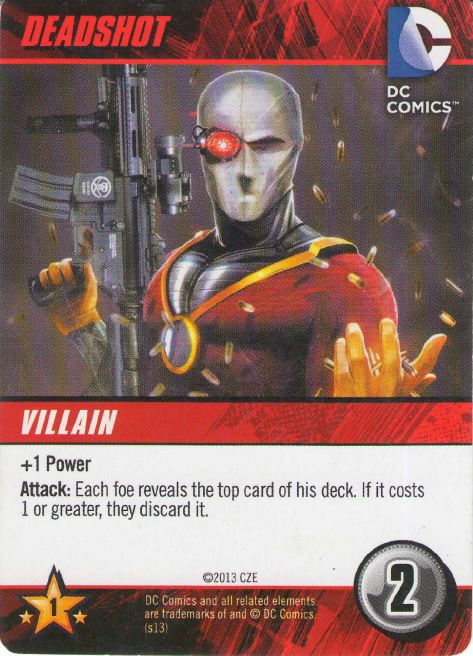 DEADSHOT
DC
COMICS™
VILLAIN
+1 Power
Attack: Each foe reveals the top card of his deck. If it costs
1 or greater, they discard it.
©2013 CZE
1
DC Comics and all related elements
are trademarks of and © DC Comics.
(s13)
2